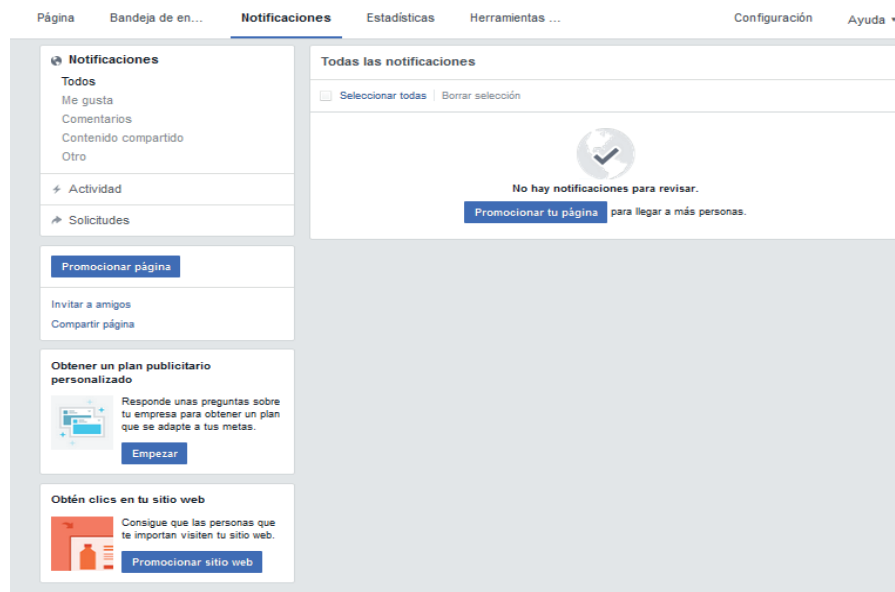 Página Bandeja de en... Notificaciones Estadísticas Herramientas ... Configuración Ayuda
Notificaciones
Todos
Me gusta
Comentarios
Contenido compartido
Otro
Actividad
Solicitudes
Promocionar página
Invitar a amigos
Compartir página
Obtener un plan publicitario
personalizado
Responde unas preguntas sobre
tu empresa para obtener un plan
que se adapte a tus metas.
Empezar
Obtén clics en tu sitio web
Consigue que las personas que
te importan visiten tu sitio web.
Promocionar sitio web
Todas las notificaciones
Seleccionar todas Borrar selección
No hay notificaciones para revisar.
Promocionar tu página para llegar a más personas.